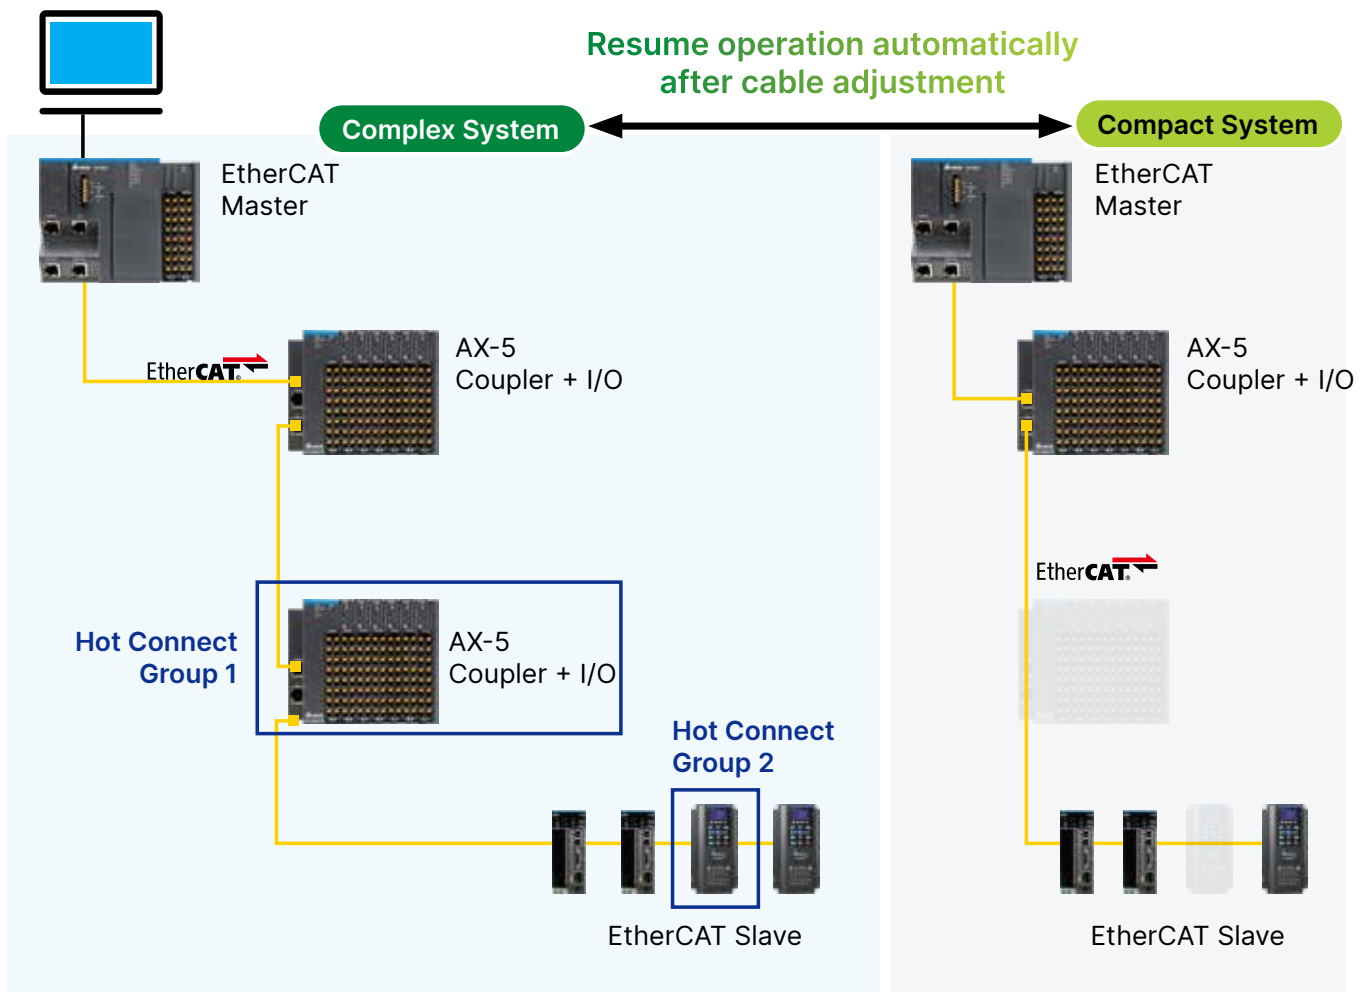 Resume operation automatically
after cable adjustment
Complex System
Compact System
EtherCAT
Master
EtherCAT
Master
EtherCAT®
AX-5
Coupler + I/O
AX-5
Coupler + I/O
EtherCAT®
Hot Connect
Group 1
AX-5
Coupler + I/O
Hot Connect
Group 2
EtherCAT Slave
EtherCAT Slave